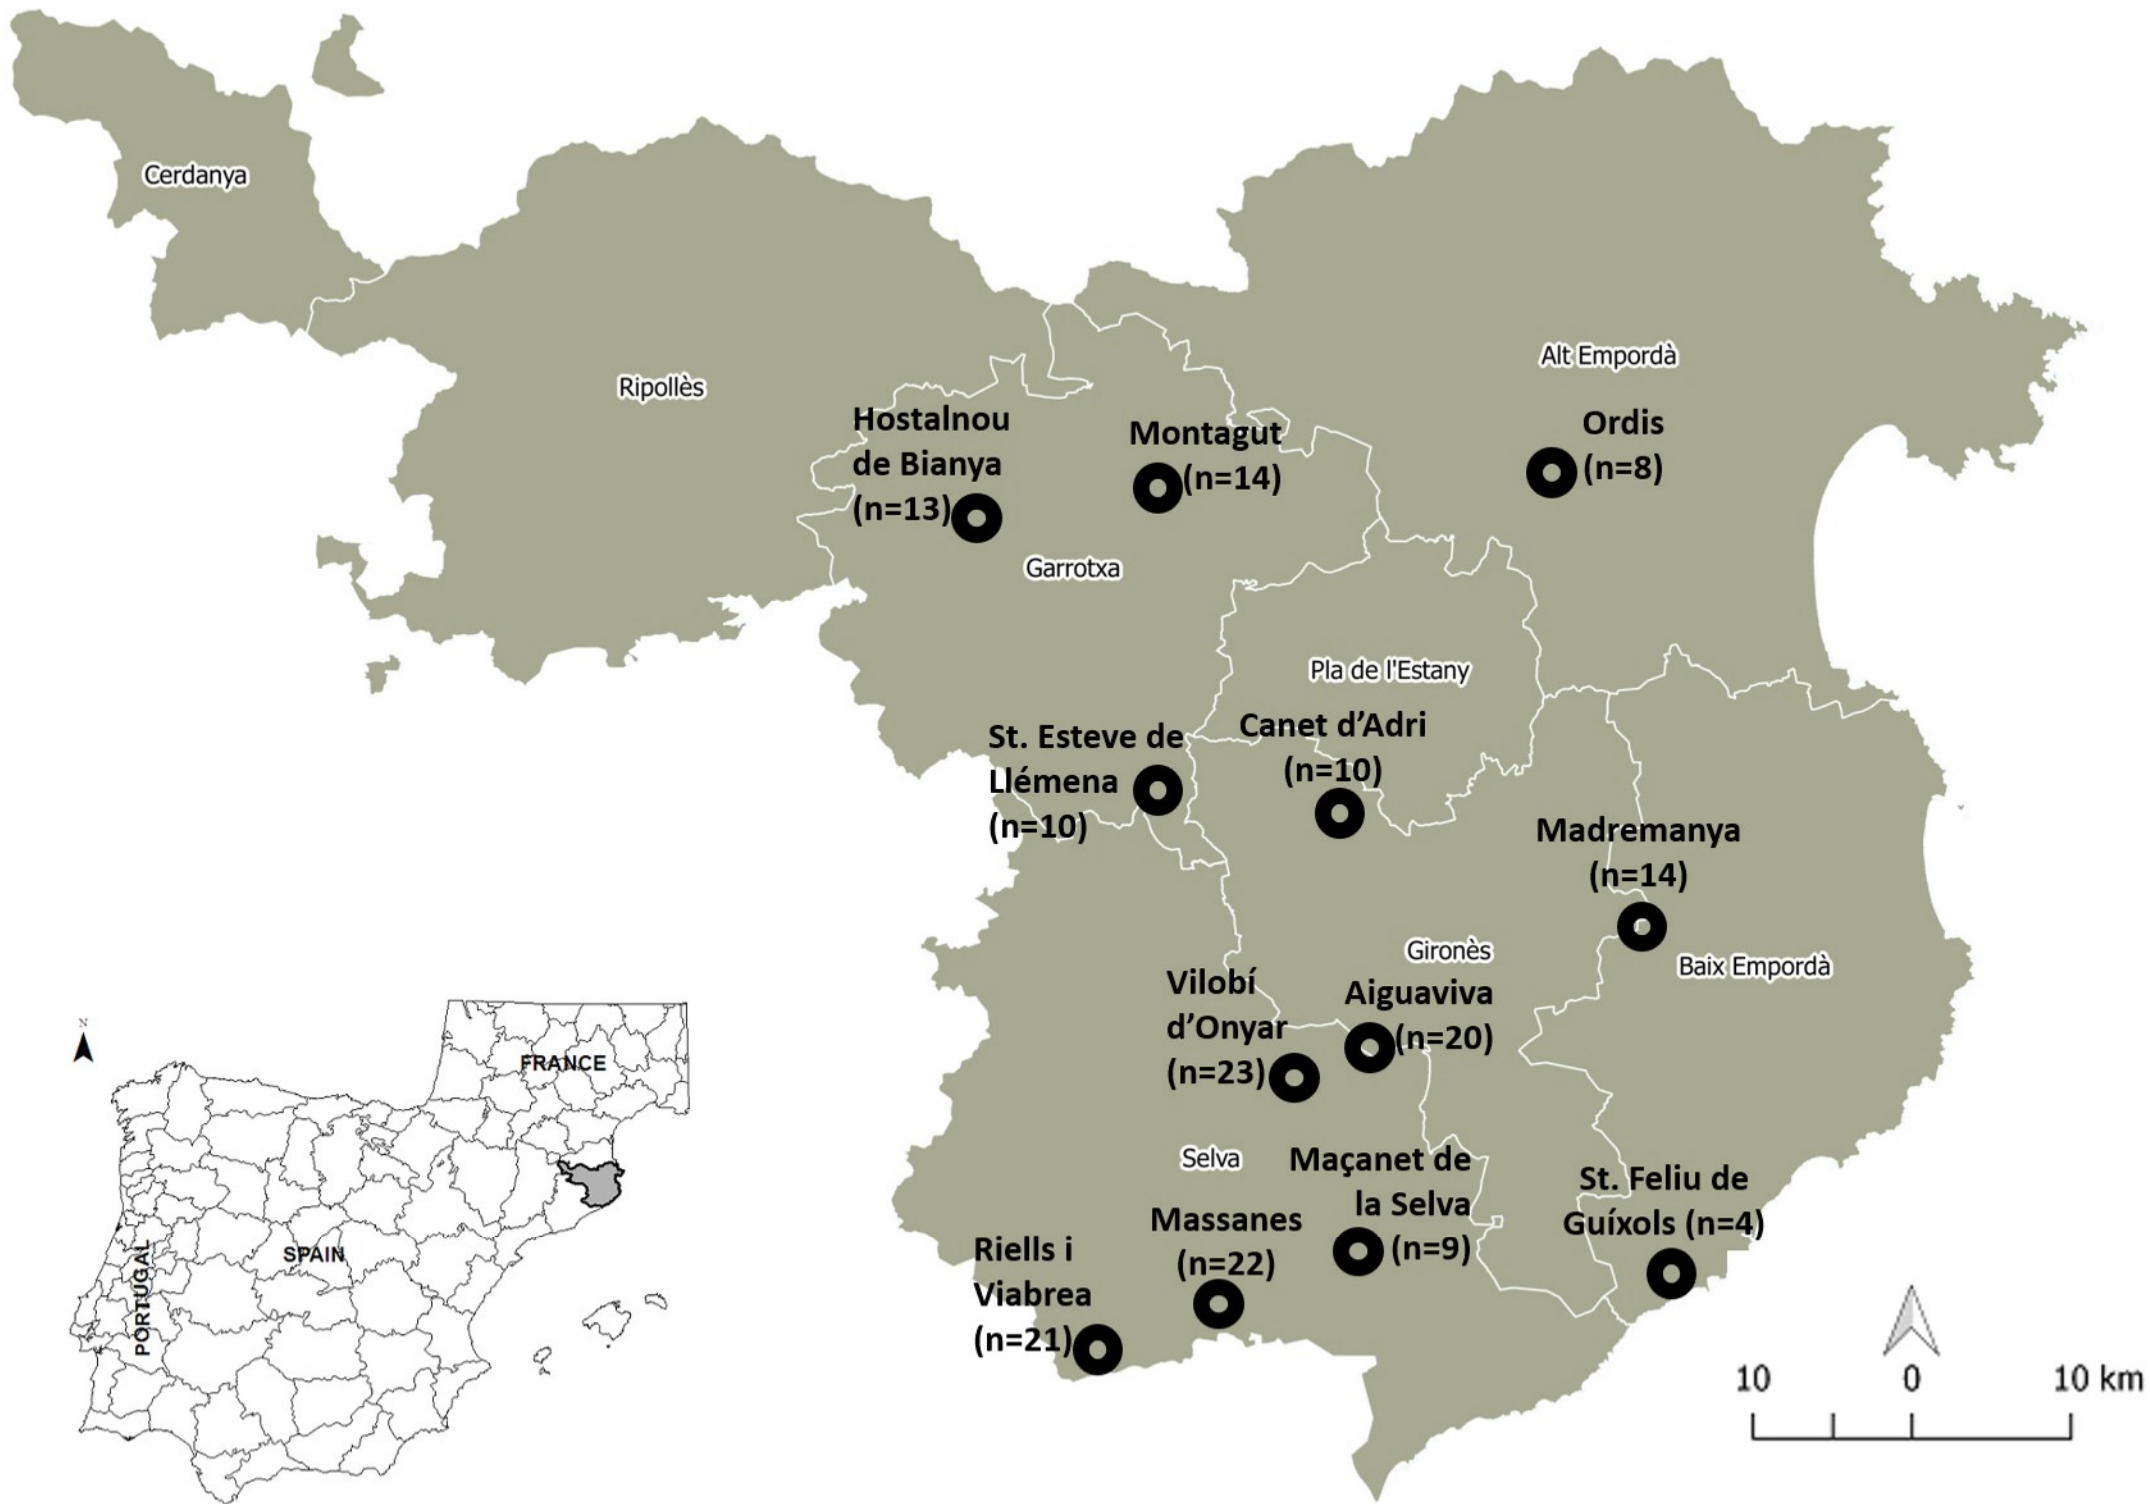 Cerdanya
Ripollès
Alt Empordà
Hostalnou
de Bianya
(n=13)
Montagut
(n=14)
Ordis
(n=8)
Garrotxa
Pla de l'Estany
St. Esteve de
Llémena
(n=10)
Canet d’Adri
(n=10)
Madremanya
(n=14)
Gironès
Baix Empordà
Vilobí
d’Onyar
(n=23)
Aiguaviva
(n=20)
Selva
Maçanet de
la Selva
(n=9)
St. Feliu de
Guíxols (n=4)
Massanes
(n=22)
Riells i
Viabrea
(n=21)
N
FRANCE
SPAIN
PORTUGAL
10 0 10 km